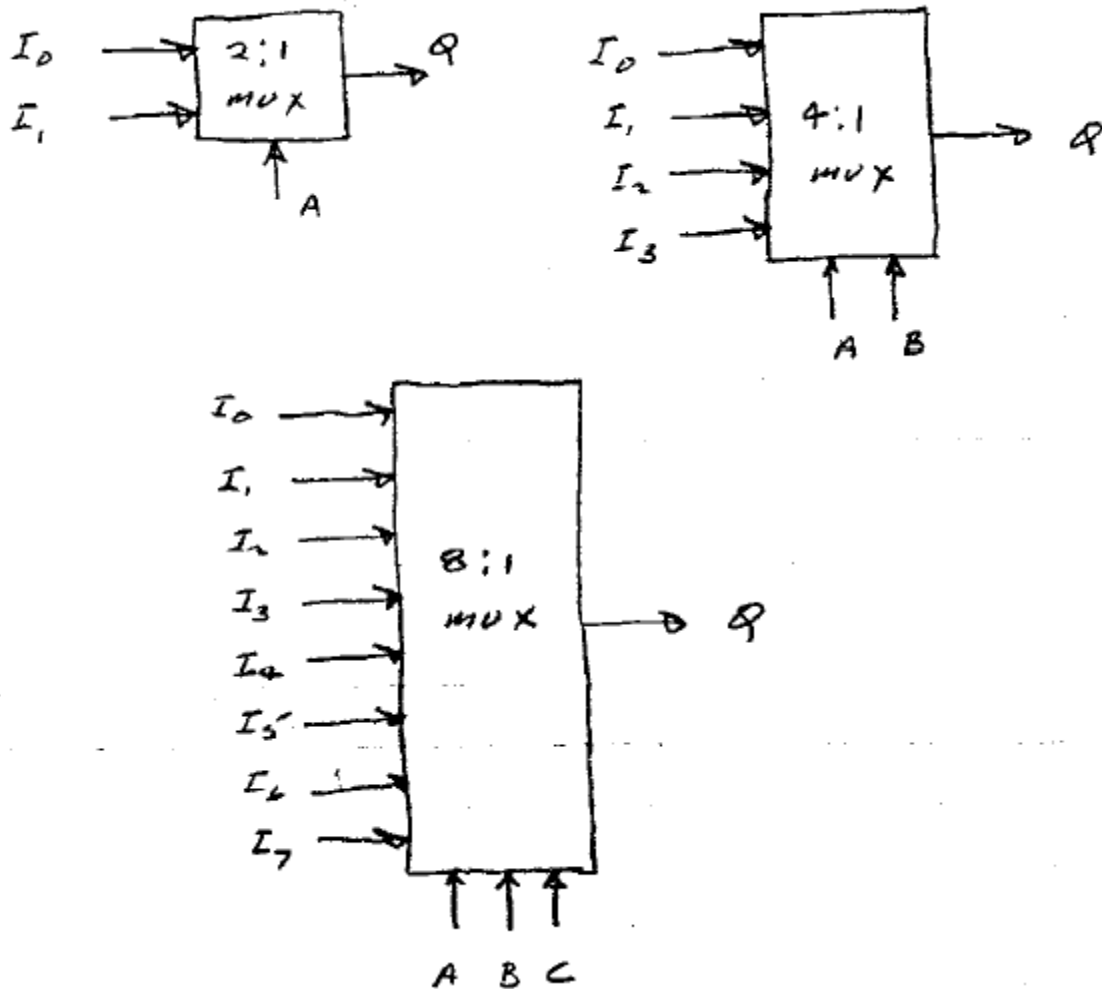 I₀
I₁
2:1
mux
Q
A
I₀
I₁
I₂
I₃
4:1
mux
Q
A B
I₀
I₁
I₂
I₃
I₄
I₅
I₆
I₇
8:1
mux
Q
A B C